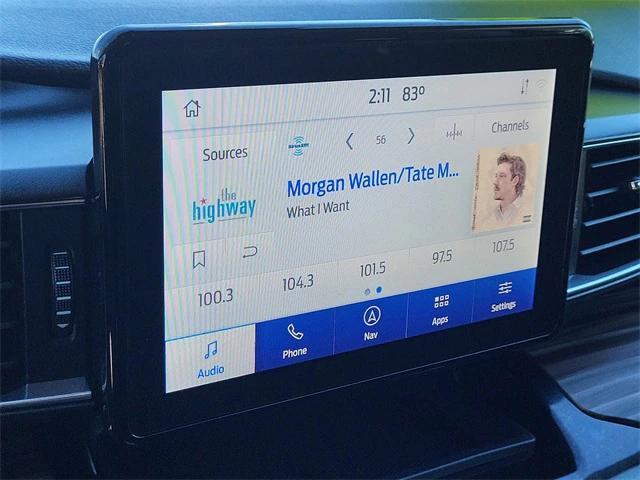 2:11 83°
SiriusXM
56
Channels
Sources
the highway
Morgan Wallen/Tate M...
What I Want
100.3
104.3
101.5
97.5
107.5
Audio
Phone
Nav
Apps
Settings